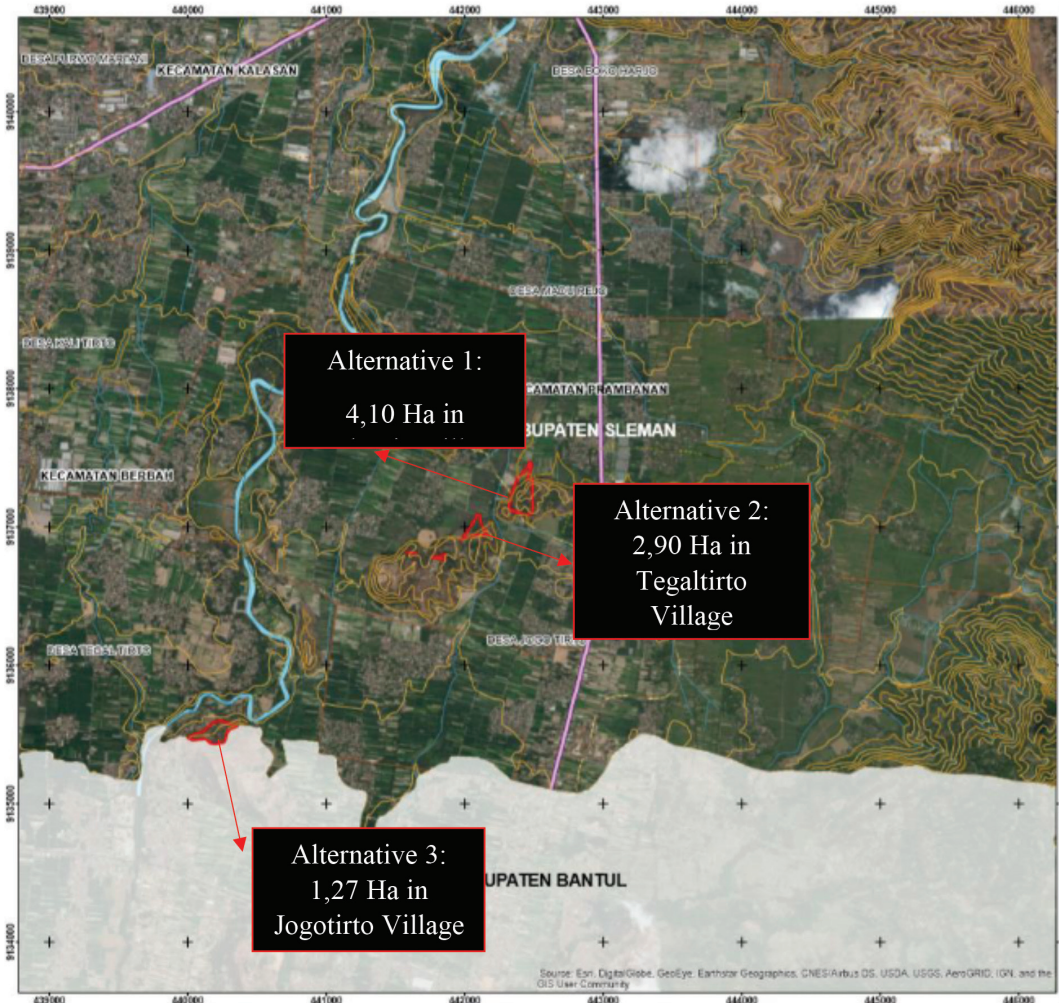 439000 440000 441000 442000 443000 444000 445000 446000
DESA PURWO MARTANI
KECAMATAN KALASAN
DESA BOKO HARJO
9140000
9139000
DESA MADU REJO
DESA KALI TIRTO
Alternative 1:
4,10 Ha in
9138000
CAMATAN PRAMBANAN
BUPATEN SLEMAN
KECAMATAN BERBAH
9137000
Alternative 2:
2,90 Ha in
Tegaltirto
Village
DESA JOGO TIR
DESA TEGAL TIRTO
9136000
9135000
Alternative 3:
1,27 Ha in
Jogotirto Village
UPATEN BANTUL
9134000
Source: Esri, DigitalGlobe, GeoEye, Earthstar Geographics, CNES/Airbus DS, USDA, USGS, AeroGRID, IGN, and the
GIS User Community
439000 440000 441000 442000 443000 444000 445000 446000